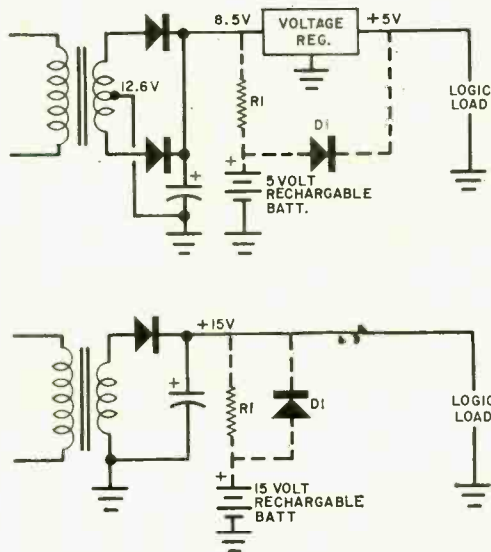 8.5V
VOLTAGE
REG.
+5V
12.6V
R1
D1
LOGIC
LOAD
+
+
5 VOLT
RECHARGABLE
BATT.
+15V
+
R1
D1
LOGIC
LOAD
+
15 VOLT
RECHARGABLE
BATT